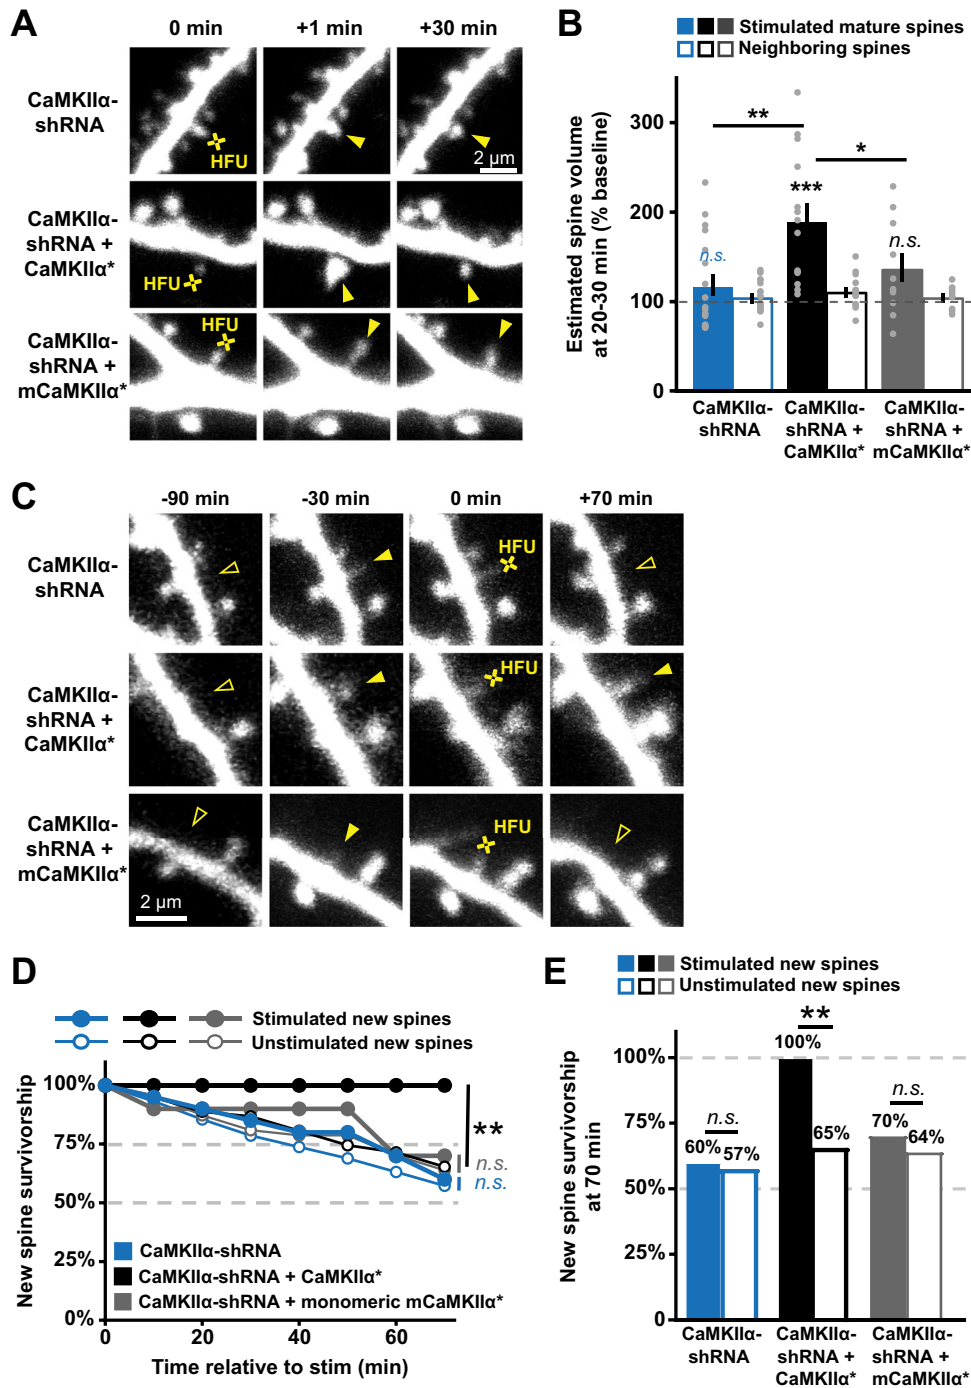 A
0 min +1 min +30 min
CaMKIIα-
shRNA
HFU
2 µm
CaMKIIα-
shRNA +
CaMKIIα*
HFU
CaMKIIα-
shRNA +
mCaMKIIα*
HFU
B
Stimulated mature spines
Neighboring spines
Estimated spine volume
at 20-30 min (% baseline)
300
200
100
0
**
*
***
n.s.
n.s.
CaMKIIα-
shRNA
CaMKIIα-
shRNA +
CaMKIIα*
CaMKIIα-
shRNA +
mCaMKIIα*
C
-90 min -30 min 0 min +70 min
CaMKIIα-
shRNA
HFU
CaMKIIα-
shRNA +
CaMKIIα*
HFU
CaMKIIα-
shRNA +
mCaMKIIα*
HFU
2 µm
D
Stimulated new spines
Unstimulated new spines
New spine survivorship
100%
75%
50%
25%
0%
**
n.s.
n.s.
CaMKIIα-shRNA
CaMKIIα-shRNA + CaMKIIα*
CaMKIIα-shRNA + monomeric mCaMKIIα*
0 20 40 60
Time relative to stim (min)
E
Stimulated new spines
Unstimulated new spines
New spine survivorship
at 70 min
100%
75%
50%
25%
0
n.s.
60% 57%
**
100%
65%
n.s.
70% 64%
CaMKIIα-
shRNA
CaMKIIα-
shRNA +
CaMKIIα*
CaMKIIα-
shRNA +
mCaMKIIα*